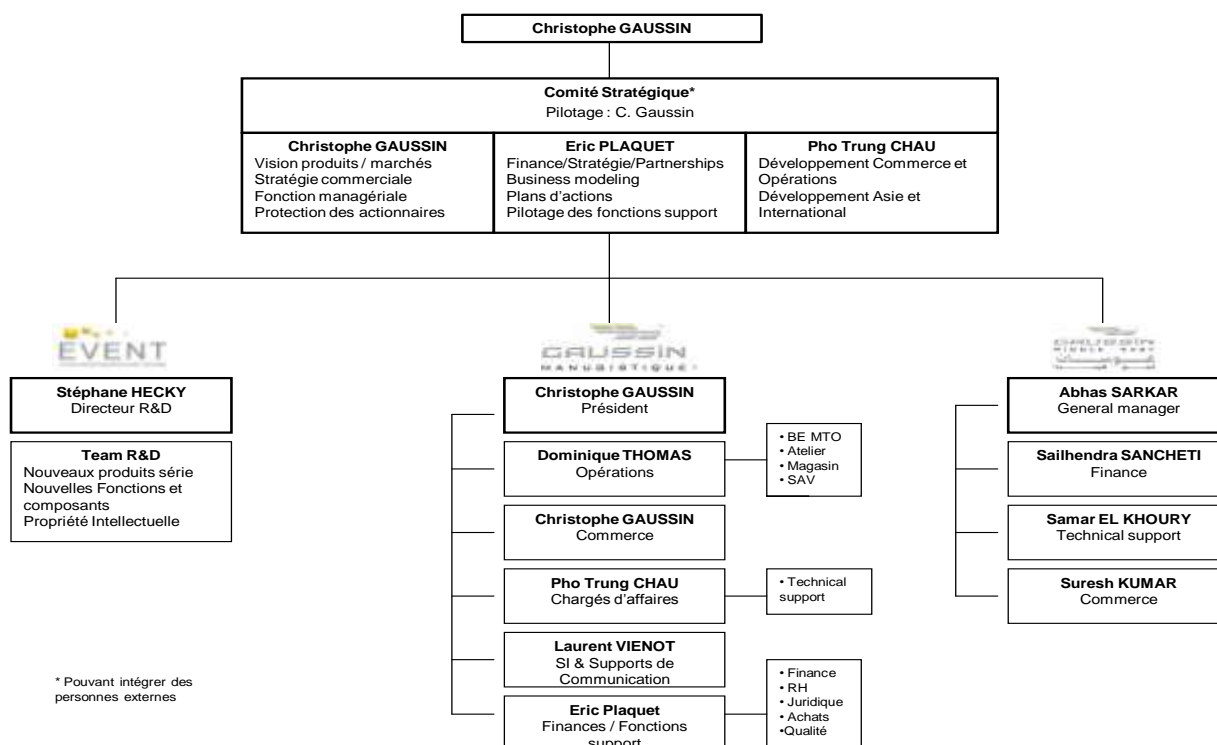 Christophe GAUSSIN
Comité Stratégique*
Pilotage : C. Gaussin
Christophe GAUSSIN
Vision produits / marchés
Stratégie commerciale
Fonction managériale
Protection des actionnaires
Eric PLAQUET
Finance/Stratégie/Partnerships
Business modeling
Plans d'actions
Pilotage des fonctions support
Pho Trung CHAU
Développement Commerce et
Opérations
Développement Asie et
International
EVENT
Stéphane HECKY
Directeur R&D
Team R&D
Nouveaux produits série
Nouvelles Fonctions et
composants
Propriété Intellectuelle
GAUSSIN
MANUGISTIQUE
Christophe GAUSSIN
Président
Dominique THOMAS
Opérations
• BE MTO
• Atelier
• Magasin
• SAV
Christophe GAUSSIN
Commerce
Pho Trung CHAU
Chargés d'affaires
• Technical
support
Laurent VIENOT
SI & Supports de
Communication
Eric Plaquet
Finances / Fonctions
support
• Finance
• RH
• Juridique
• Achats
•Qualité
GAUSSIN
MIDDLE EAST
Abhas SARKAR
General manager
Sailhendra SANCHETI
Finance
Samar EL KHOURY
Technical support
Suresh KUMAR
Commerce
* Pouvant intégrer des
personnes externes